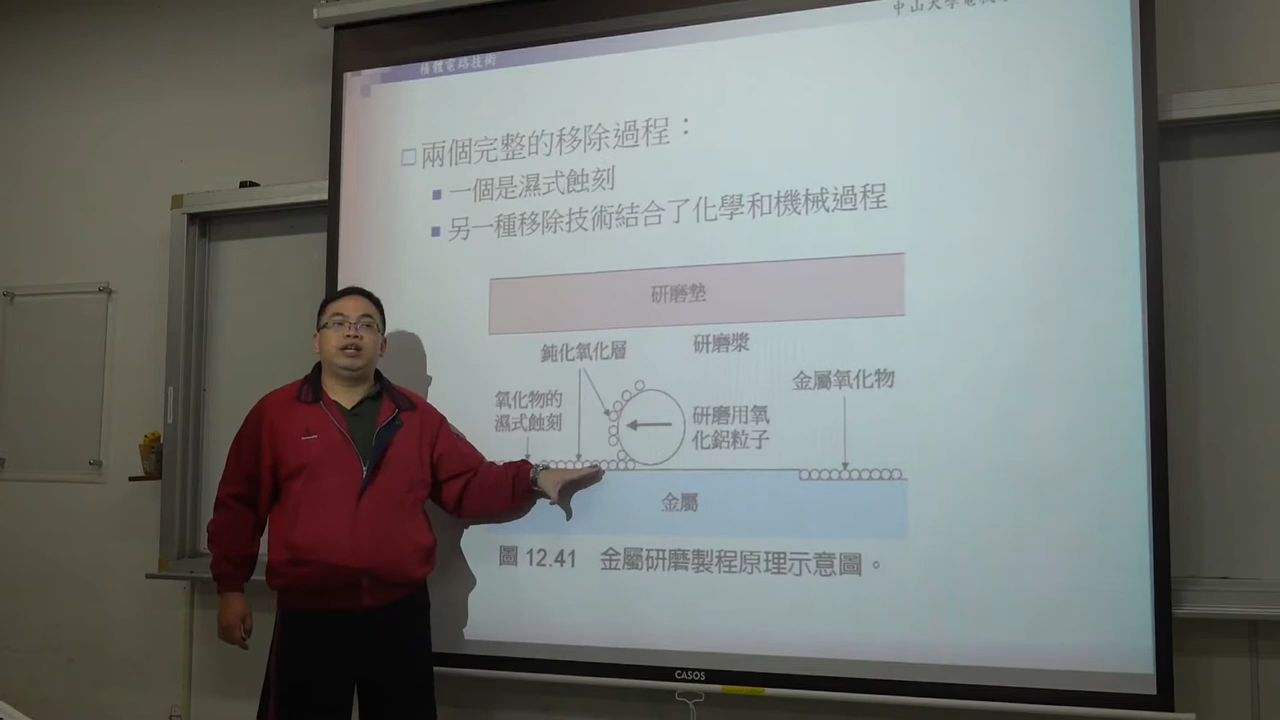 中山大學電機
積體電路技術
兩個完整的移除過程：
一個是濕式蝕刻
另一種移除技術結合了化學和機械過程
研磨墊
鈍化氧化層
研磨漿
金屬氧化物
氧化物的
濕式蝕刻
研磨用氧
化鋁粒子
金屬
圖 12.41 金屬研磨製程原理示意圖。
CASOS